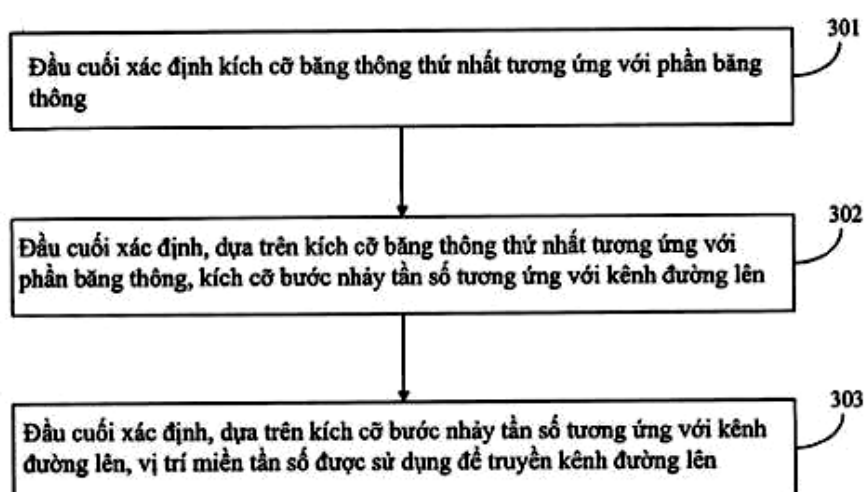 301
Đầu cuối xác định kích cỡ băng thông thứ nhất tương ứng với phần băng
thông
302
Đầu cuối xác định, dựa trên kích cỡ băng thông thứ nhất tương ứng với
phần băng thông, kích cỡ bước nhảy tần số tương ứng với kênh đường lên
303
Đầu cuối xác định, dựa trên kích cỡ bước nhảy tần số tương ứng với kênh
đường lên, vị trí miền tần số được sử dụng để truyền kênh đường lên